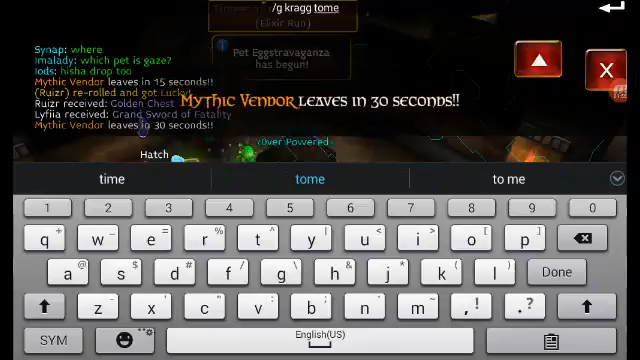 /g kragg tome
(Elixir Run)
Pet Eggstravaganza
has begun!
Synap: where
Imalady: which pet is gaze?
Iods: hisha drop too
Mythic Vendor leaves in 15 seconds!!
(Ruizr) re-rolled and got Lucky!
Ruizr received: Golden Chest
Lyfiia received: Grand Sword of Fatality
Mythic Vendor leaves in 30 seconds!!
Mythic Vendor leaves in 30 seconds!!
X
<Over Powered>
Hatch
time tome to me
1 2 3 4 5 6 7 8 9 0
q + w - e = r % t ^ y | u < i > o [ p ]
a @ s $ d # f / g _ h & j * k ( l ) Done
z x c v b n m , ! . ?
SYM English(US)